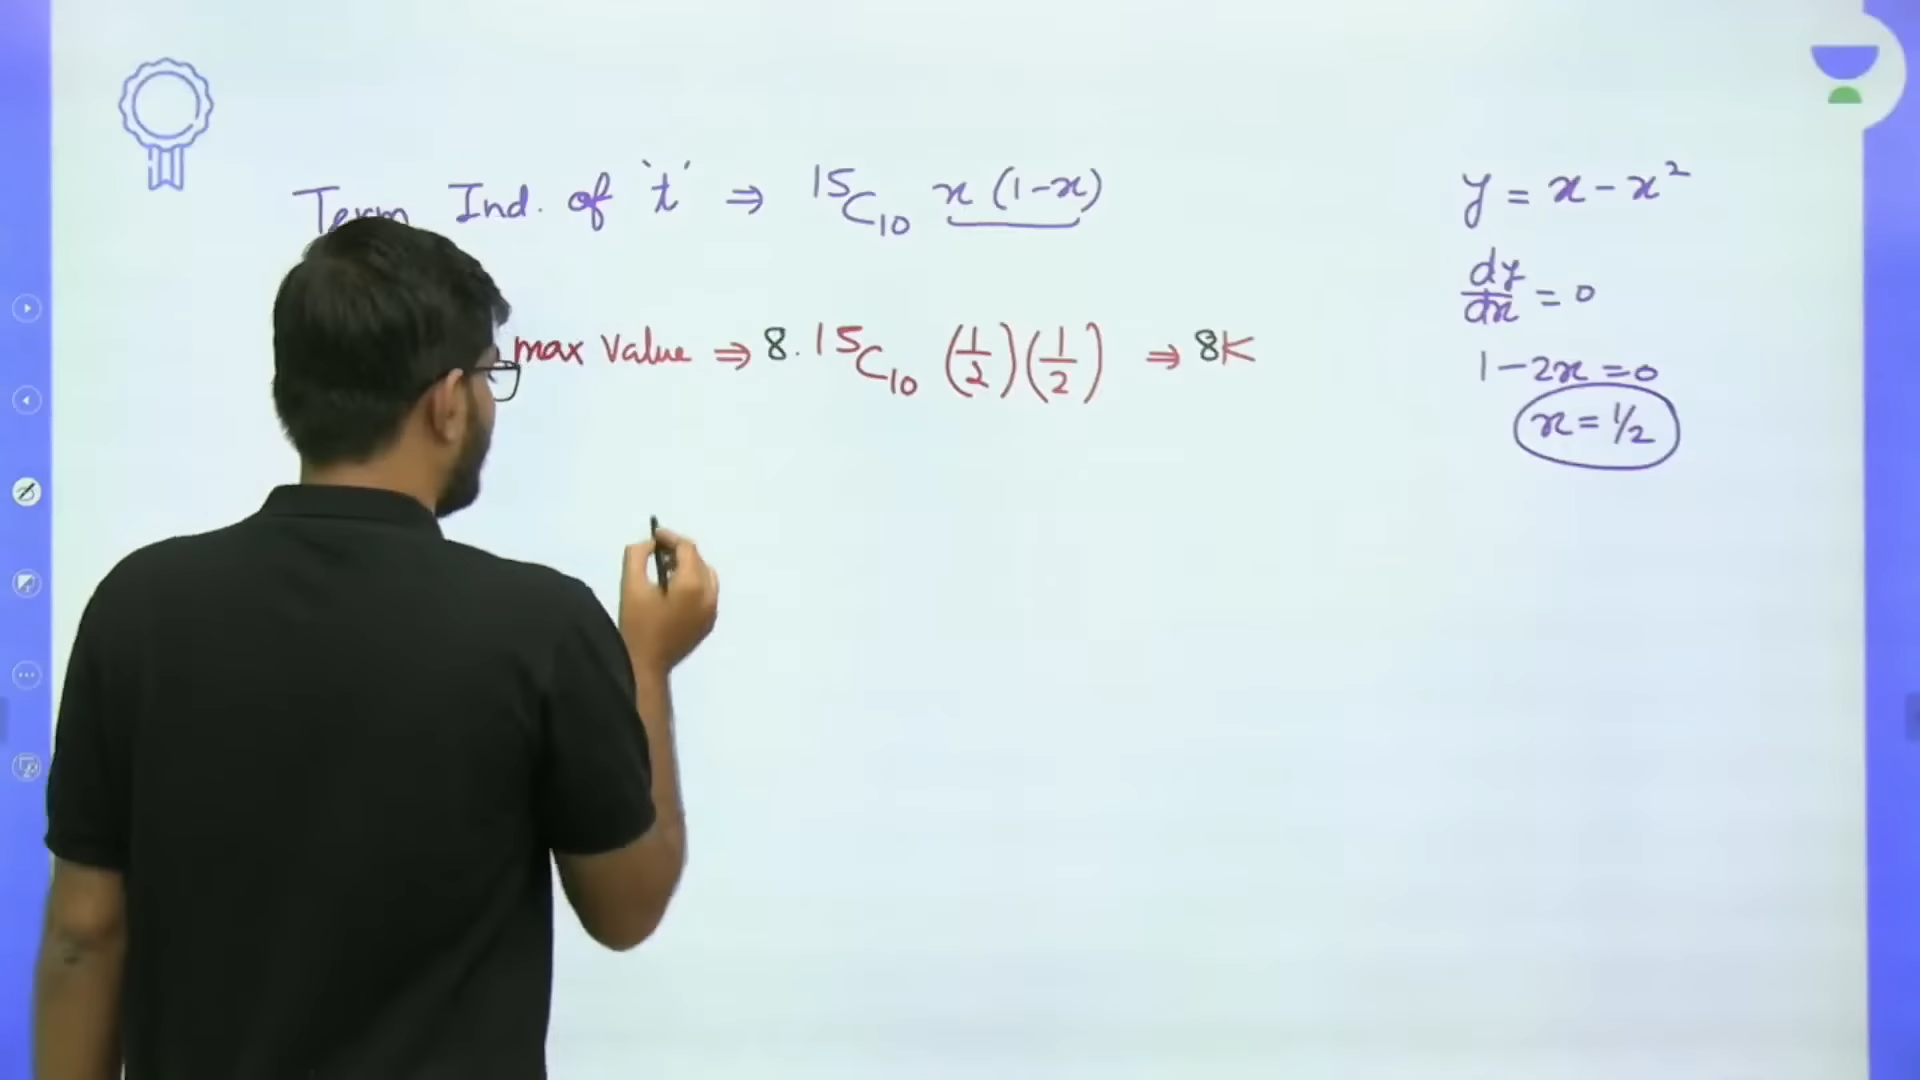 Term Ind. of 't' ⇒ ¹⁵C₁₀ x (1-x)
max Value ⇒ 8. ¹⁵C₁₀ (1/2)(1/2) ⇒ 8K
y = x - x²
dy/dx = 0
1-2x = 0
x = 1/2